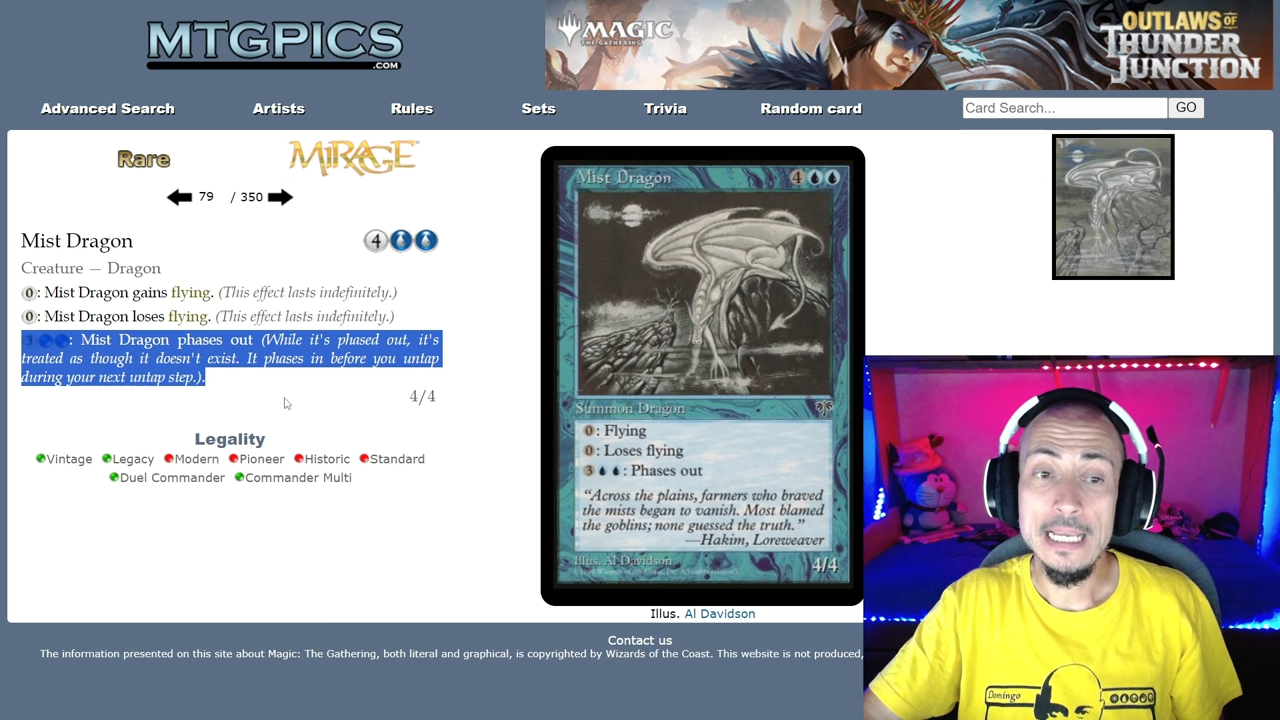 MTGPICS
.COM
MAGIC
THE GATHERING
OUTLAWS OF
THUNDER
JUNCTION
Advanced Search
Artists
Rules
Sets
Trivia
Random card
Card Search...
GO
Rare
MIRAGE
79 / 350
Mist Dragon
4
Creature — Dragon
0: Mist Dragon gains flying. (This effect lasts indefinitely.)
0: Mist Dragon loses flying. (This effect lasts indefinitely.)
3 : Mist Dragon phases out (While it's phased out, it's
treated as though it doesn't exist. It phases in before you untap
during your next untap step.).
4/4
Legality
Vintage Legacy Modern Pioneer Historic Standard
Duel Commander Commander Multi
Mist Dragon
4
Summon Dragon
0: Flying
0: Loses flying
3 : Phases out
“Across the plains, farmers who braved
the mists began to vanish. Most blamed
the goblins; none guessed the truth.”
—Hakim, Loreweaver
Illus. Al Davidson
4/4
Illus. Al Davidson
Contact us
The information presented on this site about Magic: The Gathering, both literal and graphical, is copyrighted by Wizards of the Coast. This website is not produced,
Domingo